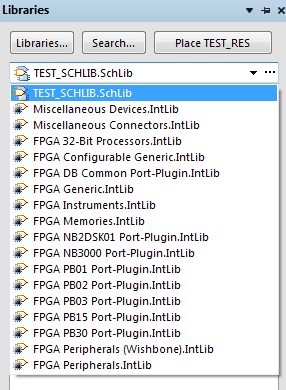 Libraries
Libraries... Search... Place TEST_RES
TEST_SCHLIB.SchLib
TEST_SCHLIB.SchLib
Miscellaneous Devices.IntLib
Miscellaneous Connectors.IntLib
FPGA 32-Bit Processors.IntLib
FPGA Configurable Generic.IntLib
FPGA DB Common Port-Plugin.IntLib
FPGA Generic.IntLib
FPGA Instruments.IntLib
FPGA Memories.IntLib
FPGA NB2DSK01 Port-Plugin.IntLib
FPGA NB3000 Port-Plugin.IntLib
FPGA PB01 Port-Plugin.IntLib
FPGA PB02 Port-Plugin.IntLib
FPGA PB03 Port-Plugin.IntLib
FPGA PB15 Port-Plugin.IntLib
FPGA PB30 Port-Plugin.IntLib
FPGA Peripherals (Wishbone).IntLib
FPGA Peripherals.IntLib